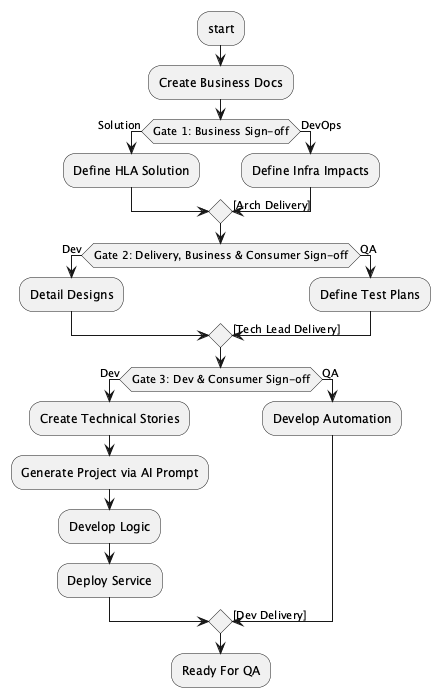 start
Create Business Docs
Solution
Gate 1: Business Sign-off
DevOps
Define HLA Solution
Define Infra Impacts
[Arch Delivery]
Dev
Gate 2: Delivery, Business & Consumer Sign-off
QA
Detail Designs
Define Test Plans
[Tech Lead Delivery]
Dev
Gate 3: Dev & Consumer Sign-off
QA
Create Technical Stories
Develop Automation
Generate Project via AI Prompt
Develop Logic
Deploy Service
[Dev Delivery]
Ready For QA